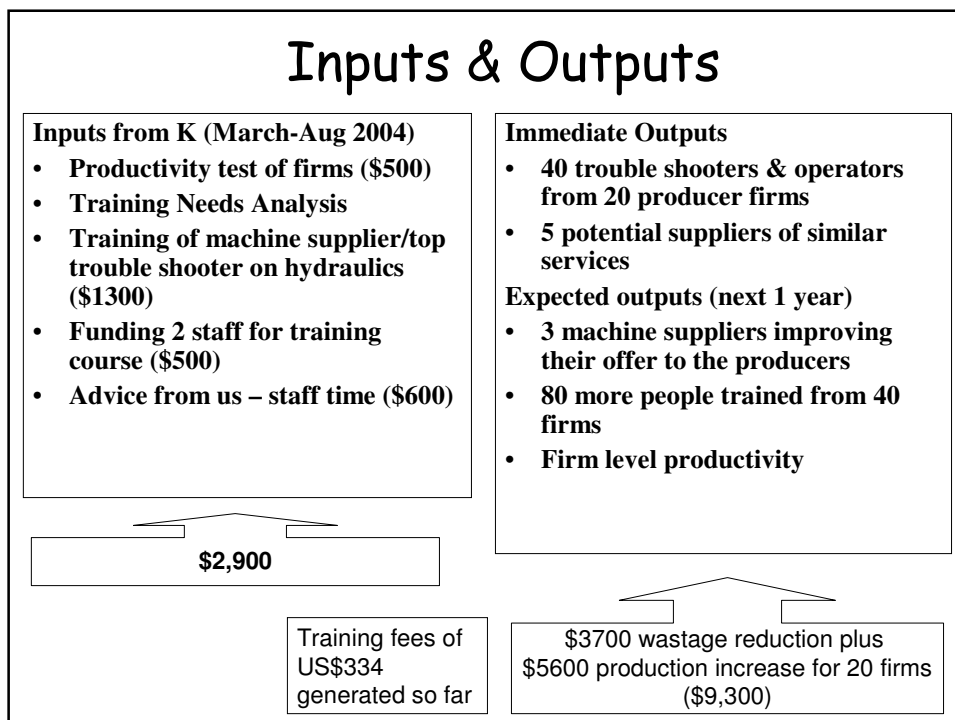 Inputs & Outputs
Inputs from K (March-Aug 2004)
• Productivity test of firms ($500)
• Training Needs Analysis
• Training of machine supplier/top
trouble shooter on hydraulics
($1300)
• Funding 2 staff for training
course ($500)
• Advice from us – staff time ($600)
$2,900
Immediate Outputs
• 40 trouble shooters & operators
from 20 producer firms
• 5 potential suppliers of similar
services
Expected outputs (next 1 year)
• 3 machine suppliers improving
their offer to the producers
• 80 more people trained from 40
firms
• Firm level productivity
Training fees of
US$334
generated so far
$3700 wastage reduction plus
$5600 production increase for 20 firms
($9,300)